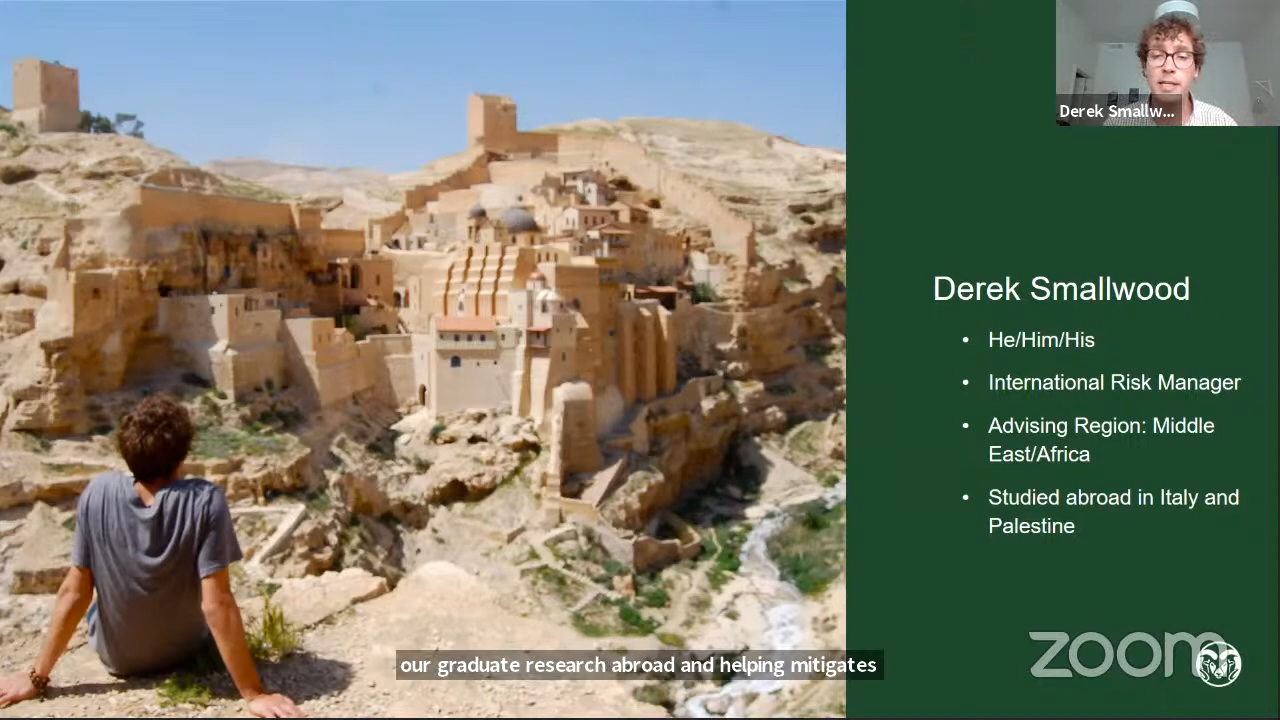 Derek Smallw...
Derek Smallwood
• He/Him/His
• International Risk Manager
• Advising Region: Middle
East/Africa
• Studied abroad in Italy and
Palestine
our graduate research abroad and helping mitigates
zoom